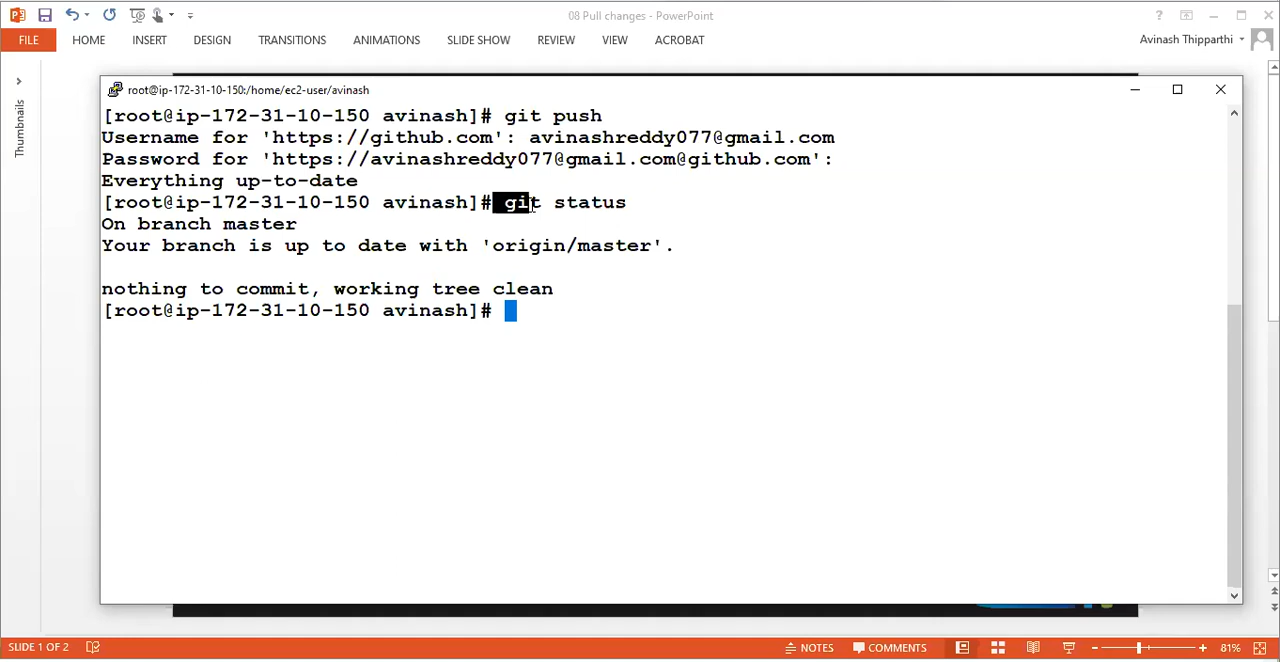 08 Pull changes - PowerPoint
FILE HOME INSERT DESIGN TRANSITIONS ANIMATIONS SLIDE SHOW REVIEW VIEW ACROBAT Avinash Thipparthi
Thumbnails
root@ip-172-31-10-150:/home/ec2-user/avinash
[root@ip-172-31-10-150 avinash]# git push
Username for 'https://github.com': avinashreddy077@gmail.com
Password for 'https://avinashreddy077@gmail.com@github.com':
Everything up-to-date
[root@ip-172-31-10-150 avinash]# git status
On branch master
Your branch is up to date with 'origin/master'.
nothing to commit, working tree clean
[root@ip-172-31-10-150 avinash]#
SLIDE 1 OF 2 NOTES COMMENTS 81%